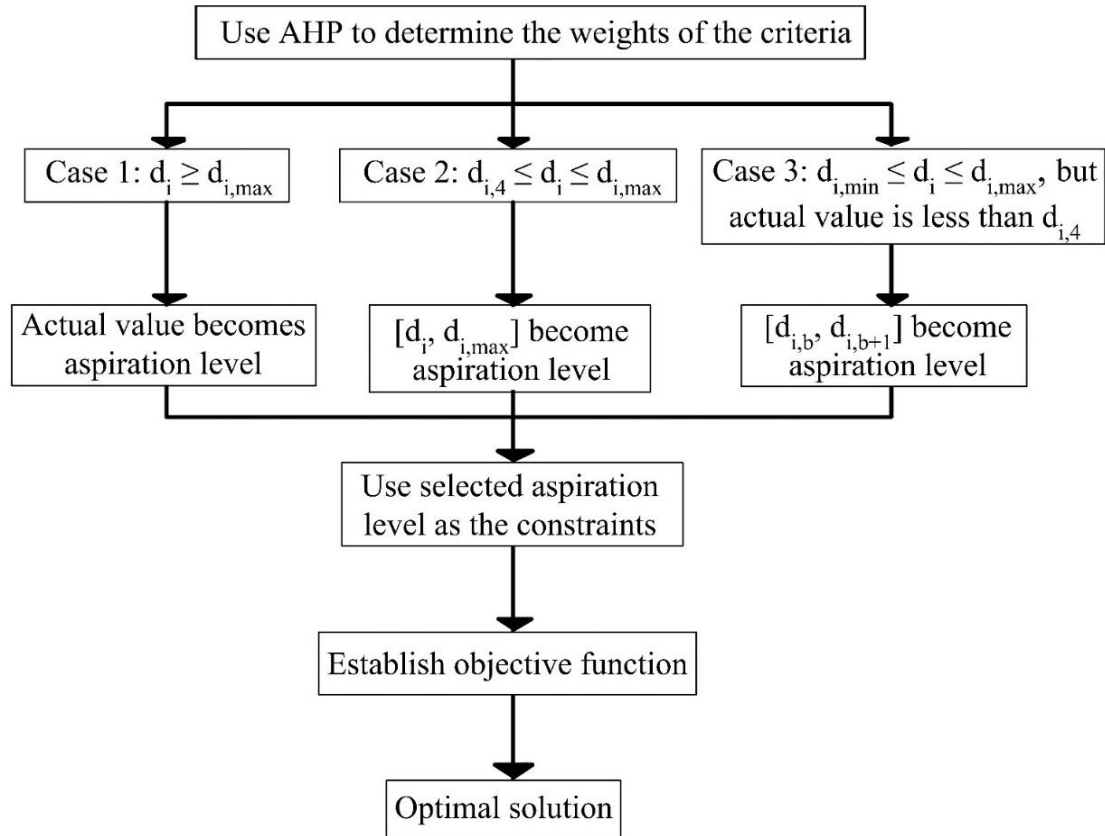 Use AHP to determine the weights of the criteria
Case 1: d_i ≥ d_i,max
Case 2: d_i,4 ≤ d_i ≤ d_i,max
Case 3: d_i,min ≤ d_i ≤ d_i,max, but
actual value is less than d_i,4
Actual value becomes
aspiration level
[d_i, d_i,max] become
aspiration level
[d_i,b, d_i,b+1] become
aspiration level
Use selected aspiration
level as the constraints
Establish objective function
Optimal solution